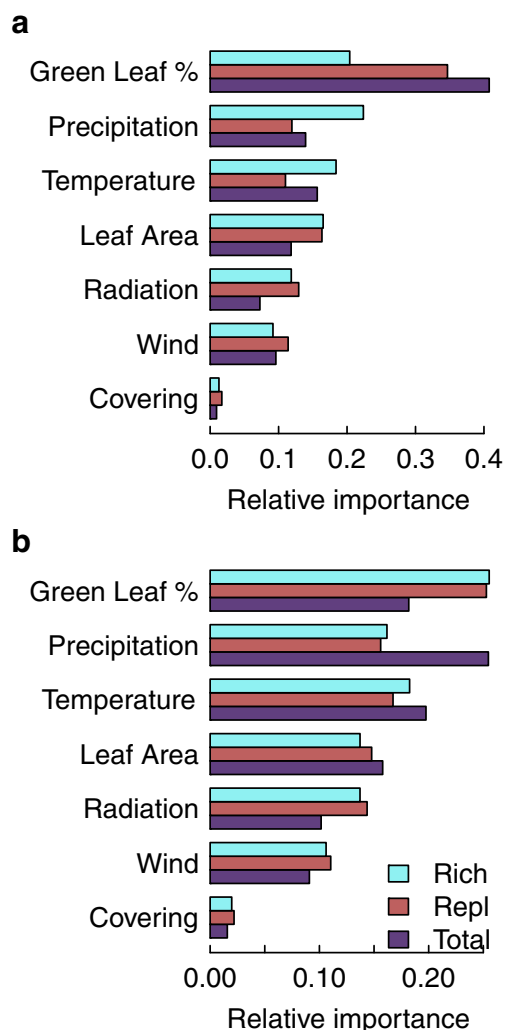 a
Green Leaf %
Precipitation
Temperature
Leaf Area
Radiation
Wind
Covering
0.0 0.1 0.2 0.3 0.4
Relative importance
b
Green Leaf %
Precipitation
Temperature
Leaf Area
Radiation
Wind
Covering
Rich
Repl
Total
0.00 0.10 0.20
Relative importance